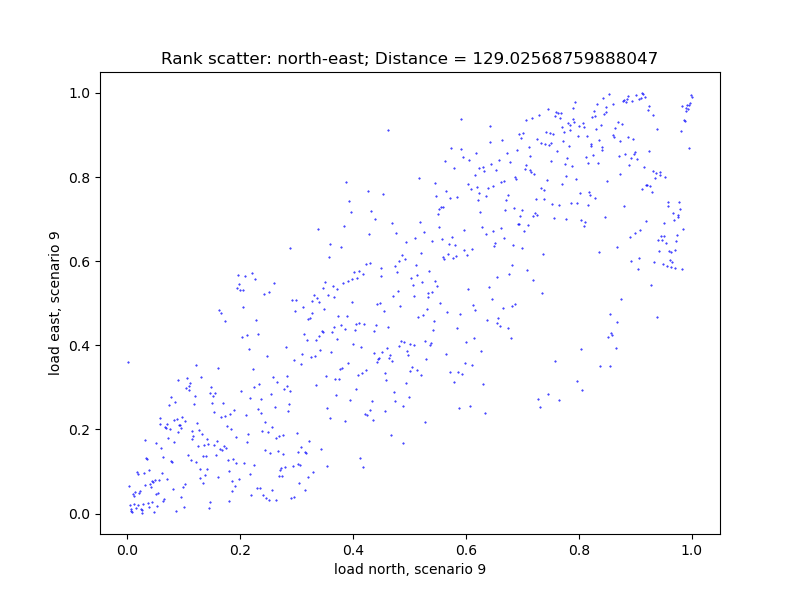 Rank scatter: north-east; Distance = 129.02568759888047
1.0
0.8
0.6
0.4
0.2
0.0
load east, scenario 9
0.0 0.2 0.4 0.6 0.8 1.0
load north, scenario 9